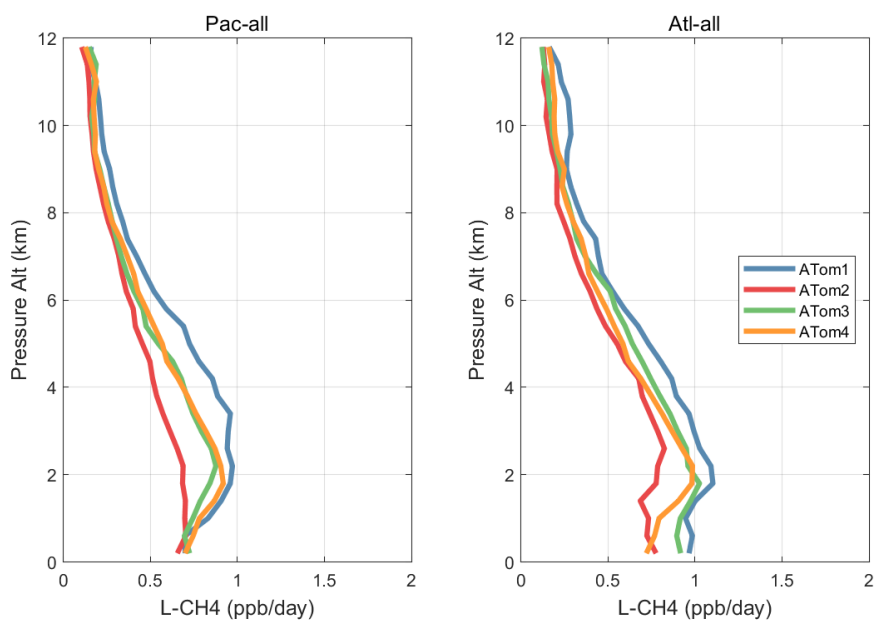 Pac-all
12
10
8
6
4
2
0
Pressure Alt (km)
0
0.5
1
1.5
2
L-CH4 (ppb/day)
Atl-all
12
10
8
6
4
2
0
Pressure Alt (km)
0
0.5
1
1.5
2
L-CH4 (ppb/day)
ATom1
ATom2
ATom3
ATom4